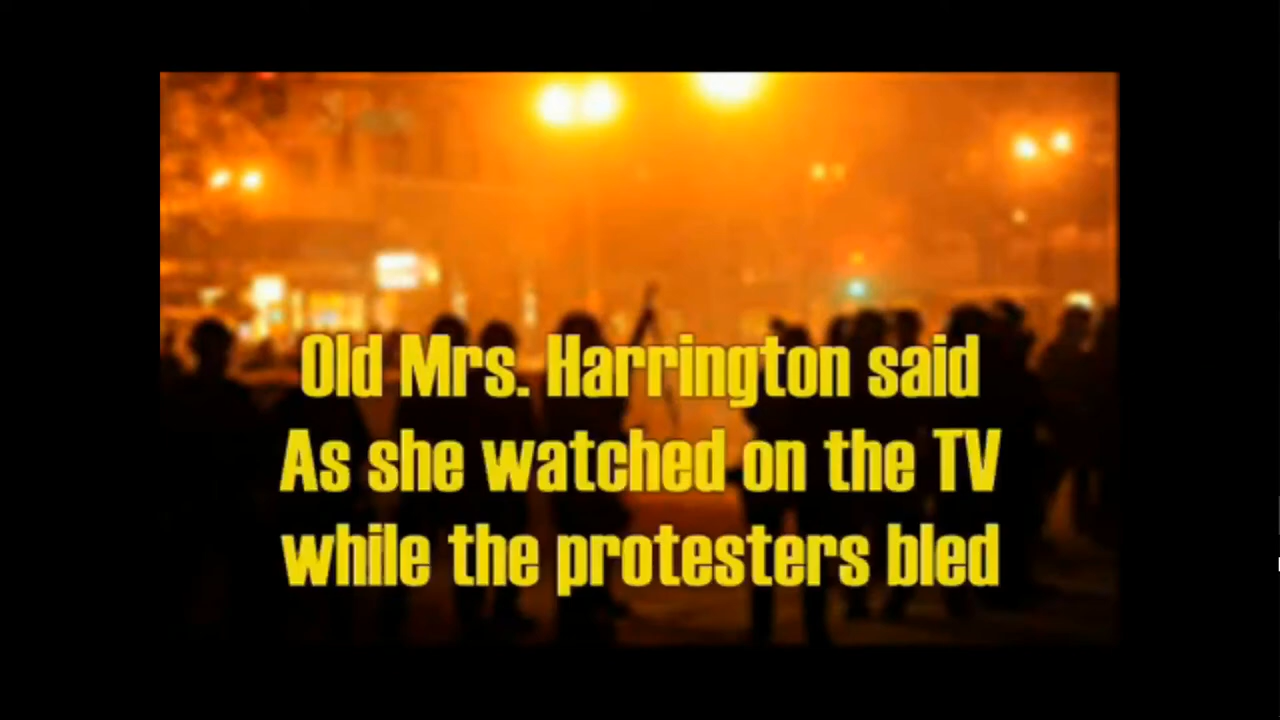 Old Mrs. Harrington said
As she watched on the TV
while the protesters bled